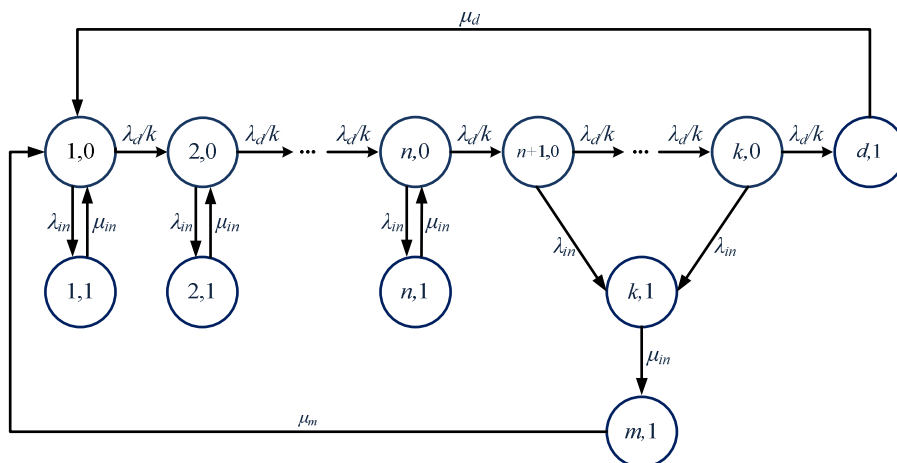 μd
λd/k λd/k λd/k λd/k λd/k λd/k λd/k
1,0 2,0 ... n,0 n+1,0 ... k,0 d,1
λin μin λin μin λin μin λin λin
1,1 2,1 n,1 k,1
μin
μm m,1